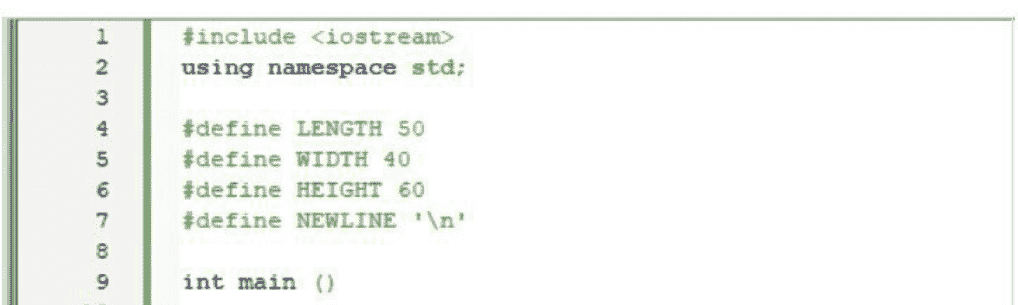 1 #include <iostream>
2 using namespace std;
3
4 #define LENGTH 50
5 #define WIDTH 40
6 #define HEIGHT 60
7 #define NEWLINE '\n'
8
9 int main ()